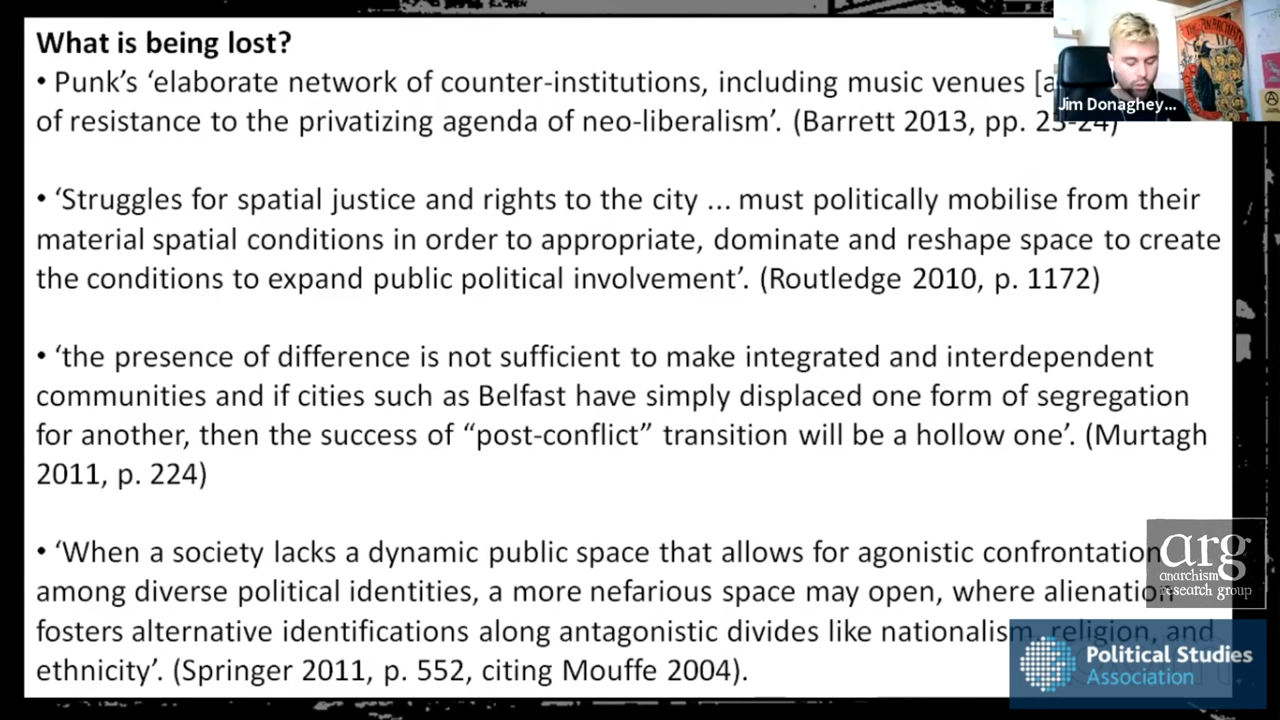 What is being lost?
• Punk's ‘elaborate network of counter-institutions, including music venues [a
of resistance to the privatizing agenda of neo-liberalism’. (Barrett 2013, pp. 23-24)
Jim Donaghey...
• ‘Struggles for spatial justice and rights to the city ... must politically mobilise from their
material spatial conditions in order to appropriate, dominate and reshape space to create
the conditions to expand public political involvement’. (Routledge 2010, p. 1172)
• ‘the presence of difference is not sufficient to make integrated and interdependent
communities and if cities such as Belfast have simply displaced one form of segregation
for another, then the success of “post-conflict” transition will be a hollow one’. (Murtagh
2011, p. 224)
• ‘When a society lacks a dynamic public space that allows for agonistic confrontation
among diverse political identities, a more nefarious space may open, where alienation
fosters alternative identifications along antagonistic divides like nationalism, religion, and
ethnicity’. (Springer 2011, p. 552, citing Mouffe 2004).
arg
anarchism
research group
Political Studies
Association
THE ANARCHIST